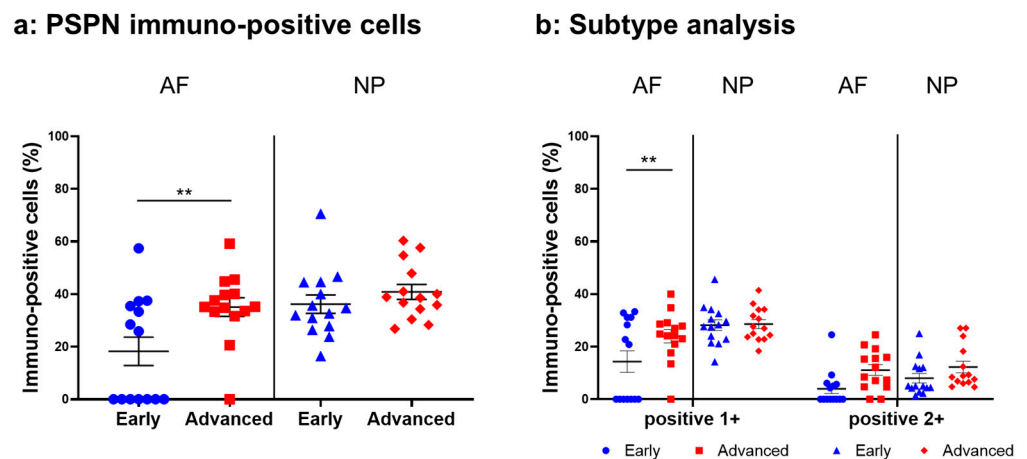 a: PSPN immuno-positive cells
b: Subtype analysis
AF NP
AF NP AF NP
Immuno-positive cells (%)
100
80
60
40
20
0
**
Early Advanced Early Advanced
Immuno-positive cells (%)
100
80
60
40
20
0
**
positive 1+ positive 2+
Early Advanced Early Advanced